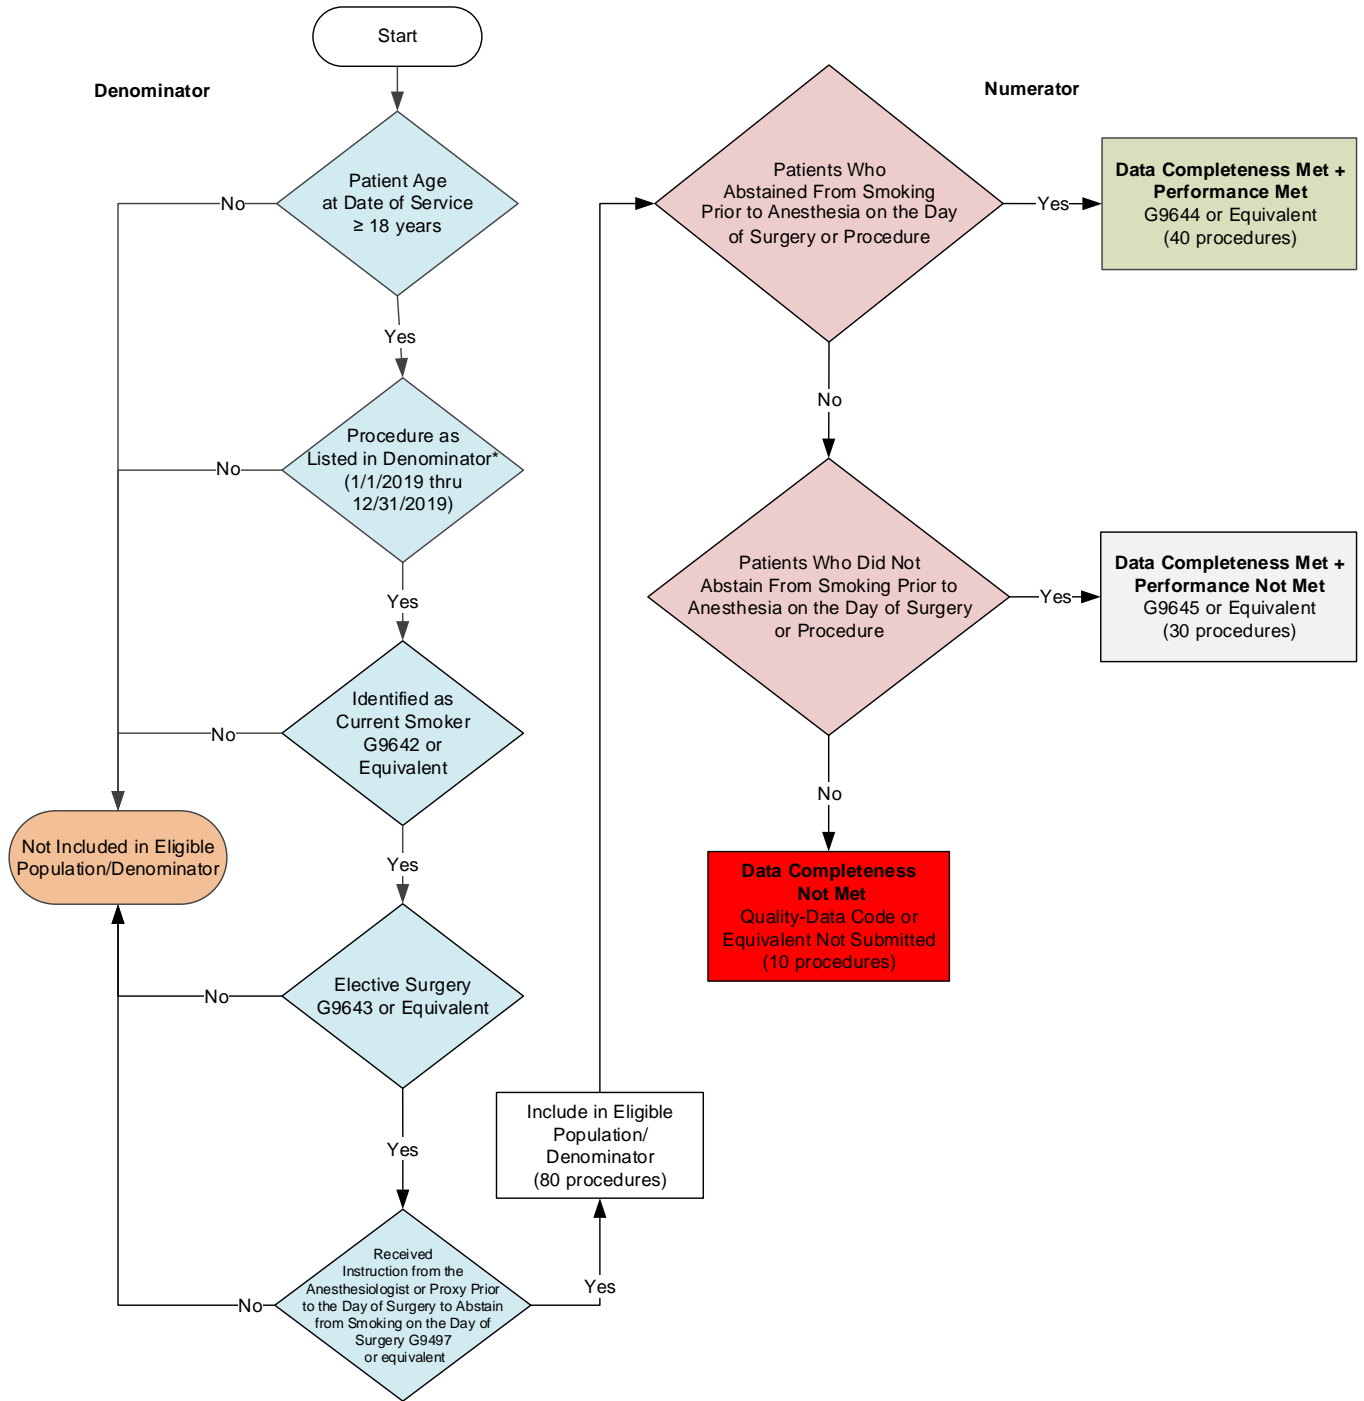 Start
Denominator
Patient Age
at Date of Service
≥ 18 years
No
Yes
Procedure as
Listed in Denominator*
(1/1/2019 thru
12/31/2019)
No
Yes
Identified as
Current Smoker
G9642 or
Equivalent
No
Yes
Not Included in Eligible
Population/Denominator
Elective Surgery
G9643 or Equivalent
No
Yes
Received
Instruction from the
Anesthesiologist or Proxy Prior
to the Day of Surgery to Abstain
from Smoking on the Day of
Surgery G9497
or equivalent
No
Yes
Include in Eligible
Population/
Denominator
(80 procedures)
Numerator
Patients Who
Abstained From Smoking
Prior to Anesthesia on the Day
of Surgery or Procedure
Yes
Data Completeness Met +
Performance Met
G9644 or Equivalent
(40 procedures)
No
Patients Who Did Not
Abstain From Smoking Prior to
Anesthesia on the Day of Surgery
or Procedure
Yes
Data Completeness Met +
Performance Not Met
G9645 or Equivalent
(30 procedures)
No
Data Completeness
Not Met
Quality-Data Code or
Equivalent Not Submitted
(10 procedures)